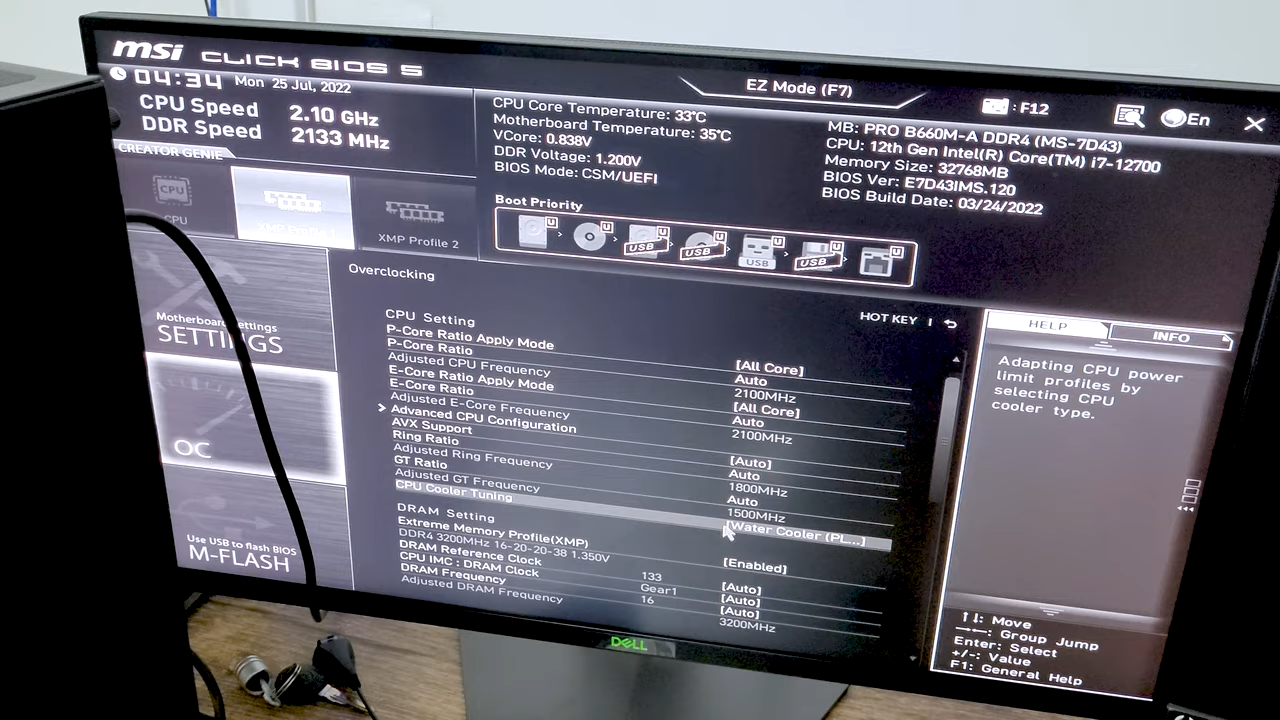 msi CLICK BIOS 5
04:34 Mon 25 Jul, 2022
CPU Speed 2.10 GHz
DDR Speed 2133 MHz
EZ Mode (F7)
: F12
En
CREATOR GENIE
CPU
XMP Profile 1
XMP Profile 2
CPU Core Temperature: 33°C
Motherboard Temperature: 35°C
VCore: 0.838V
DDR Voltage: 1.200V
BIOS Mode: CSM/UEFI
MB: PRO B660M-A DDR4 (MS-7D43)
CPU: 12th Gen Intel(R) Core(TM) i7-12700
Memory Size: 32768MB
BIOS Ver: E7D43IMS.120
BIOS Build Date: 03/24/2022
Boot Priority
U U U U U U U
USB USB USB USB
Motherboard settings
SETTINGS
OC
Use USB to flash BIOS
M-FLASH
Overclocking
HOT KEY
CPU Setting
P-Core Ratio Apply Mode [All Core]
P-Core Ratio Auto
Adjusted CPU Frequency 2100MHz
E-Core Ratio Apply Mode [All Core]
E-Core Ratio Auto
Adjusted E-Core Frequency 2100MHz
> Advanced CPU Configuration
AVX Support [Auto]
Ring Ratio Auto
Adjusted Ring Frequency 1800MHz
GT Ratio Auto
Adjusted GT Frequency 1500MHz
CPU Cooler Tuning [Water Cooler (PL...]
DRAM Setting
Extreme Memory Profile(XMP) [Enabled]
DDR4 3200MHz 16-20-20-38 1.350V
DRAM Reference Clock 133 [Auto]
CPU IMC : DRAM Clock Gear1 [Auto]
DRAM Frequency 16 [Auto]
Adjusted DRAM Frequency 3200MHz
HELP INFO
Adapting CPU power
limit profiles by
selecting CPU
cooler type.
↑↓: Move
→←: Group Jump
Enter: Select
+/-: Value
F1: General Help
DELL